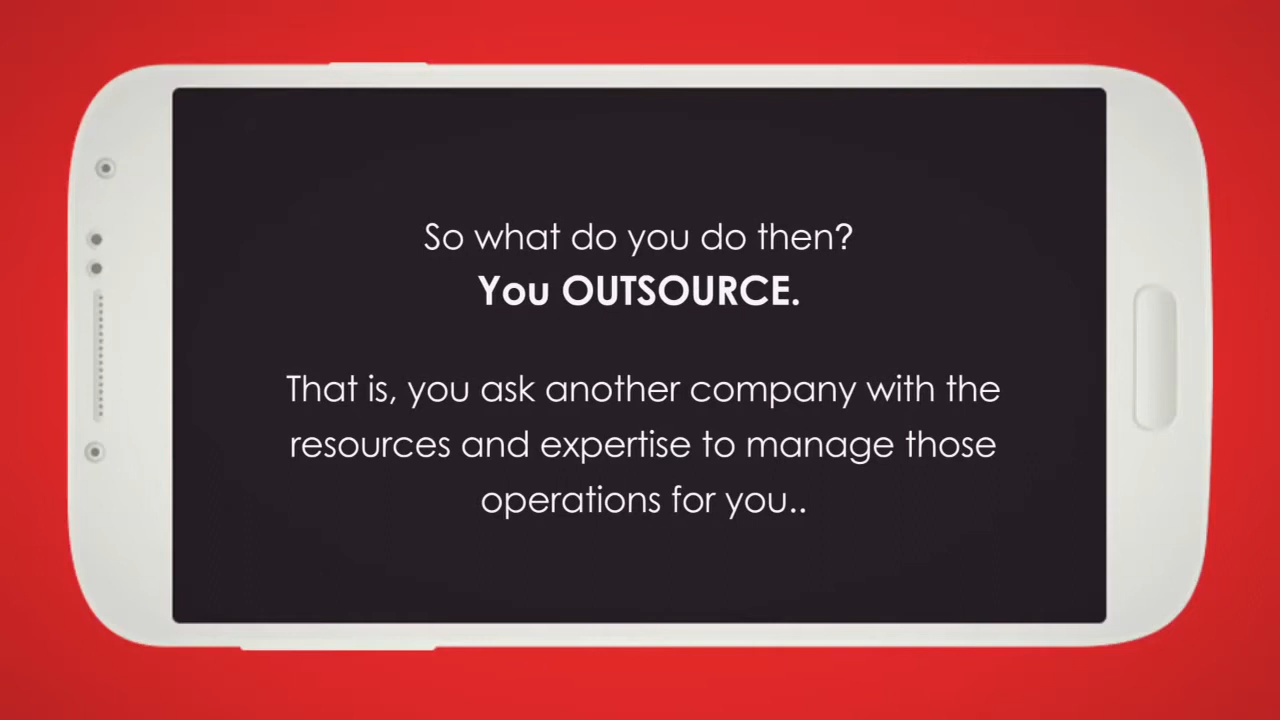 So what do you do then?
You OUTSOURCE.
That is, you ask another company with the
resources and expertise to manage those
operations for you..